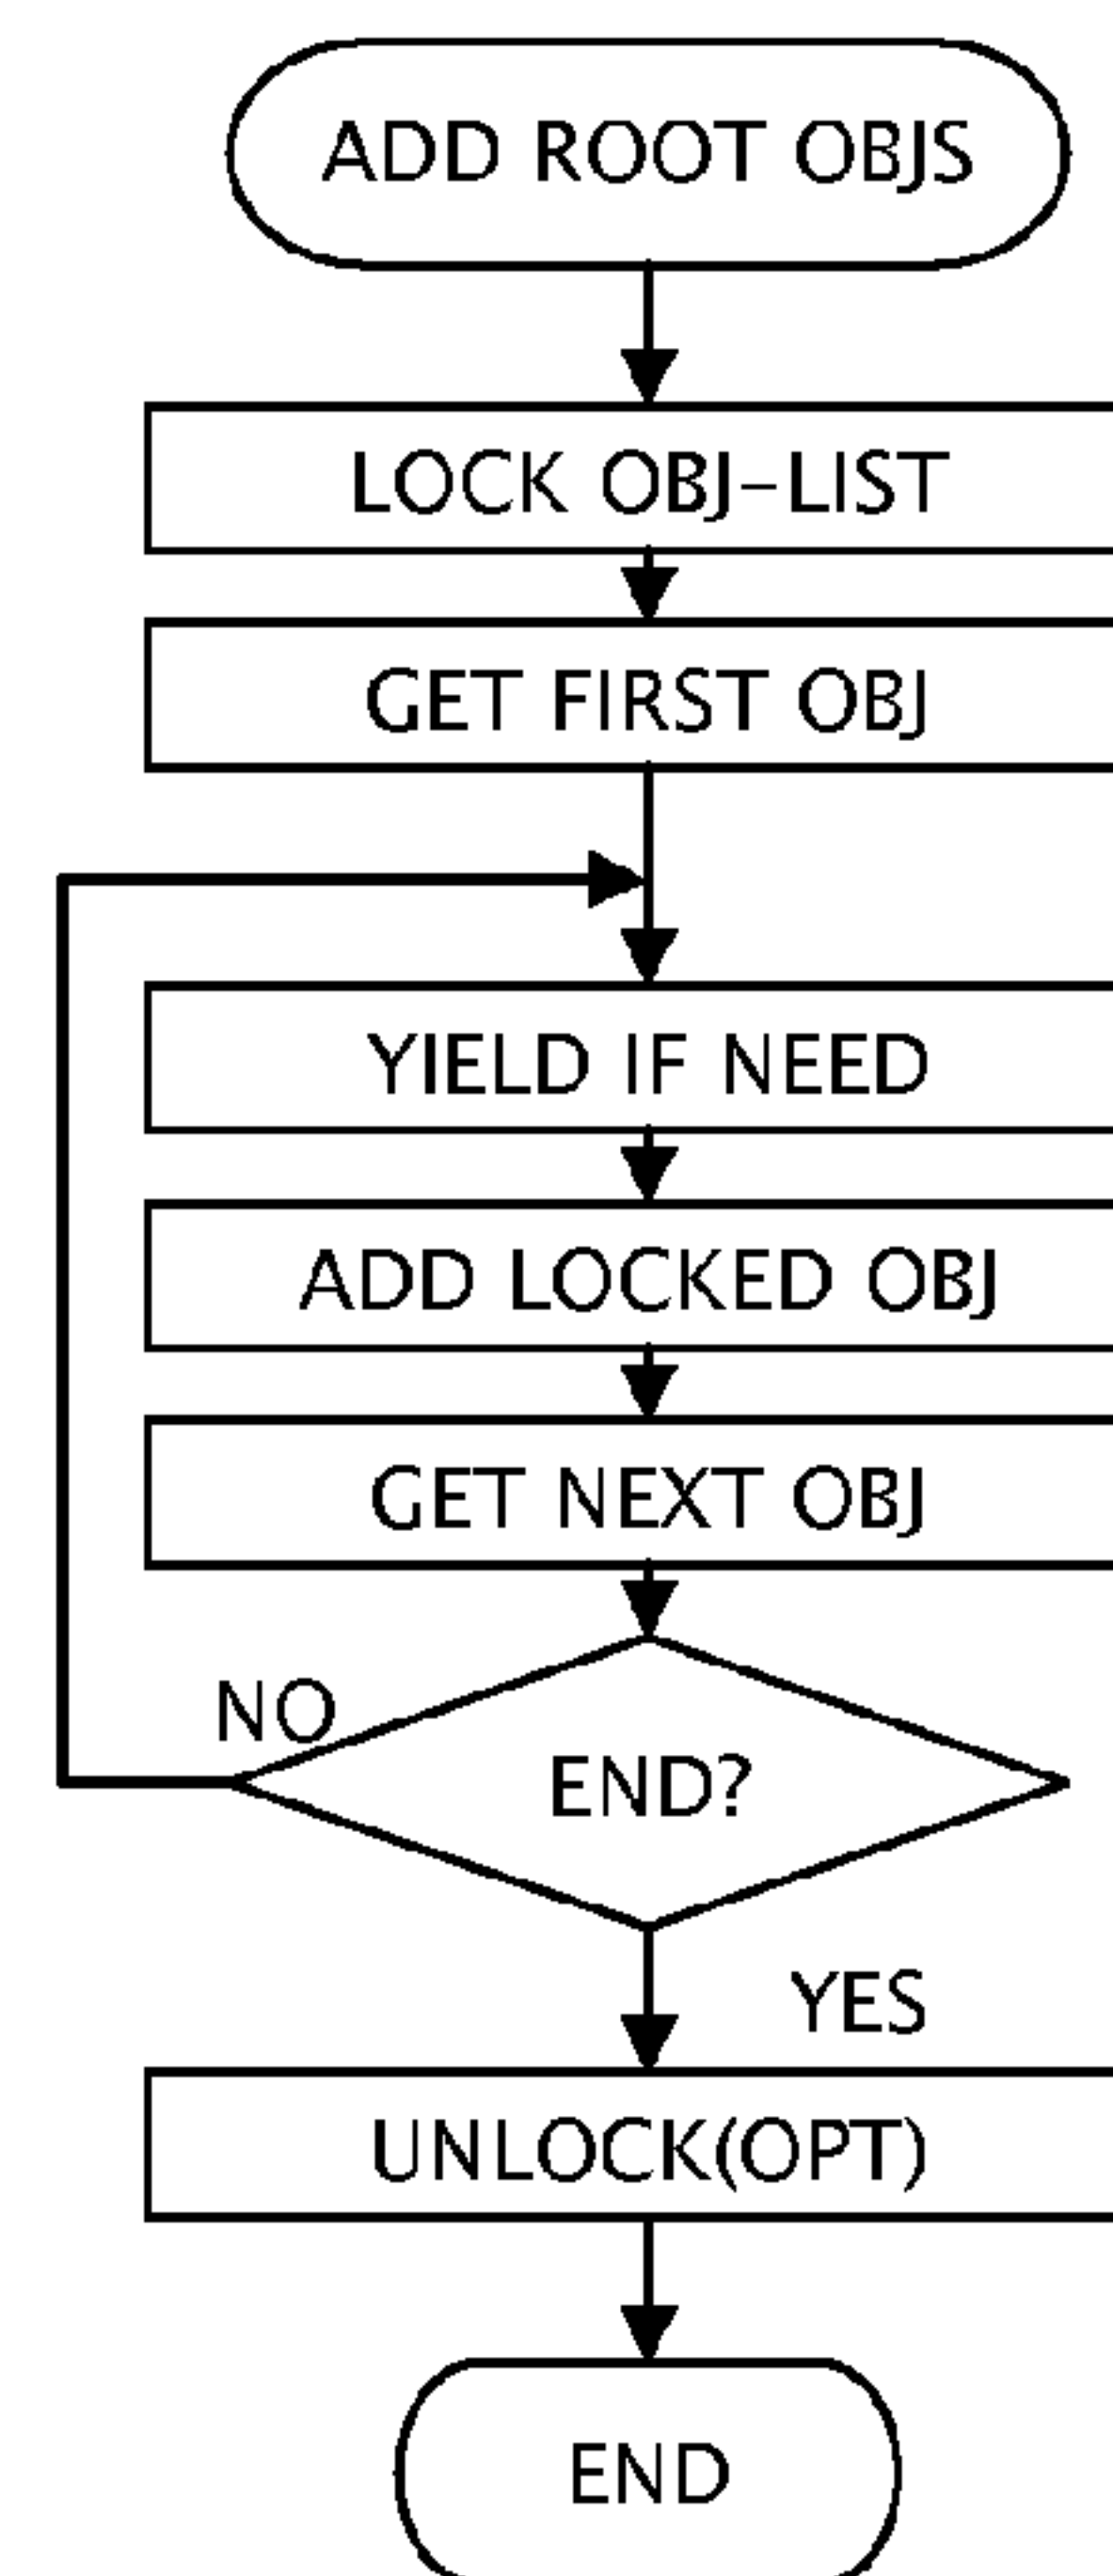 ADD ROOT OBJS
LOCK OBJ-LIST
GET FIRST OBJ
YIELD IF NEED
ADD LOCKED OBJ
GET NEXT OBJ
NO
END?
YES
UNLOCK(OPT)
END